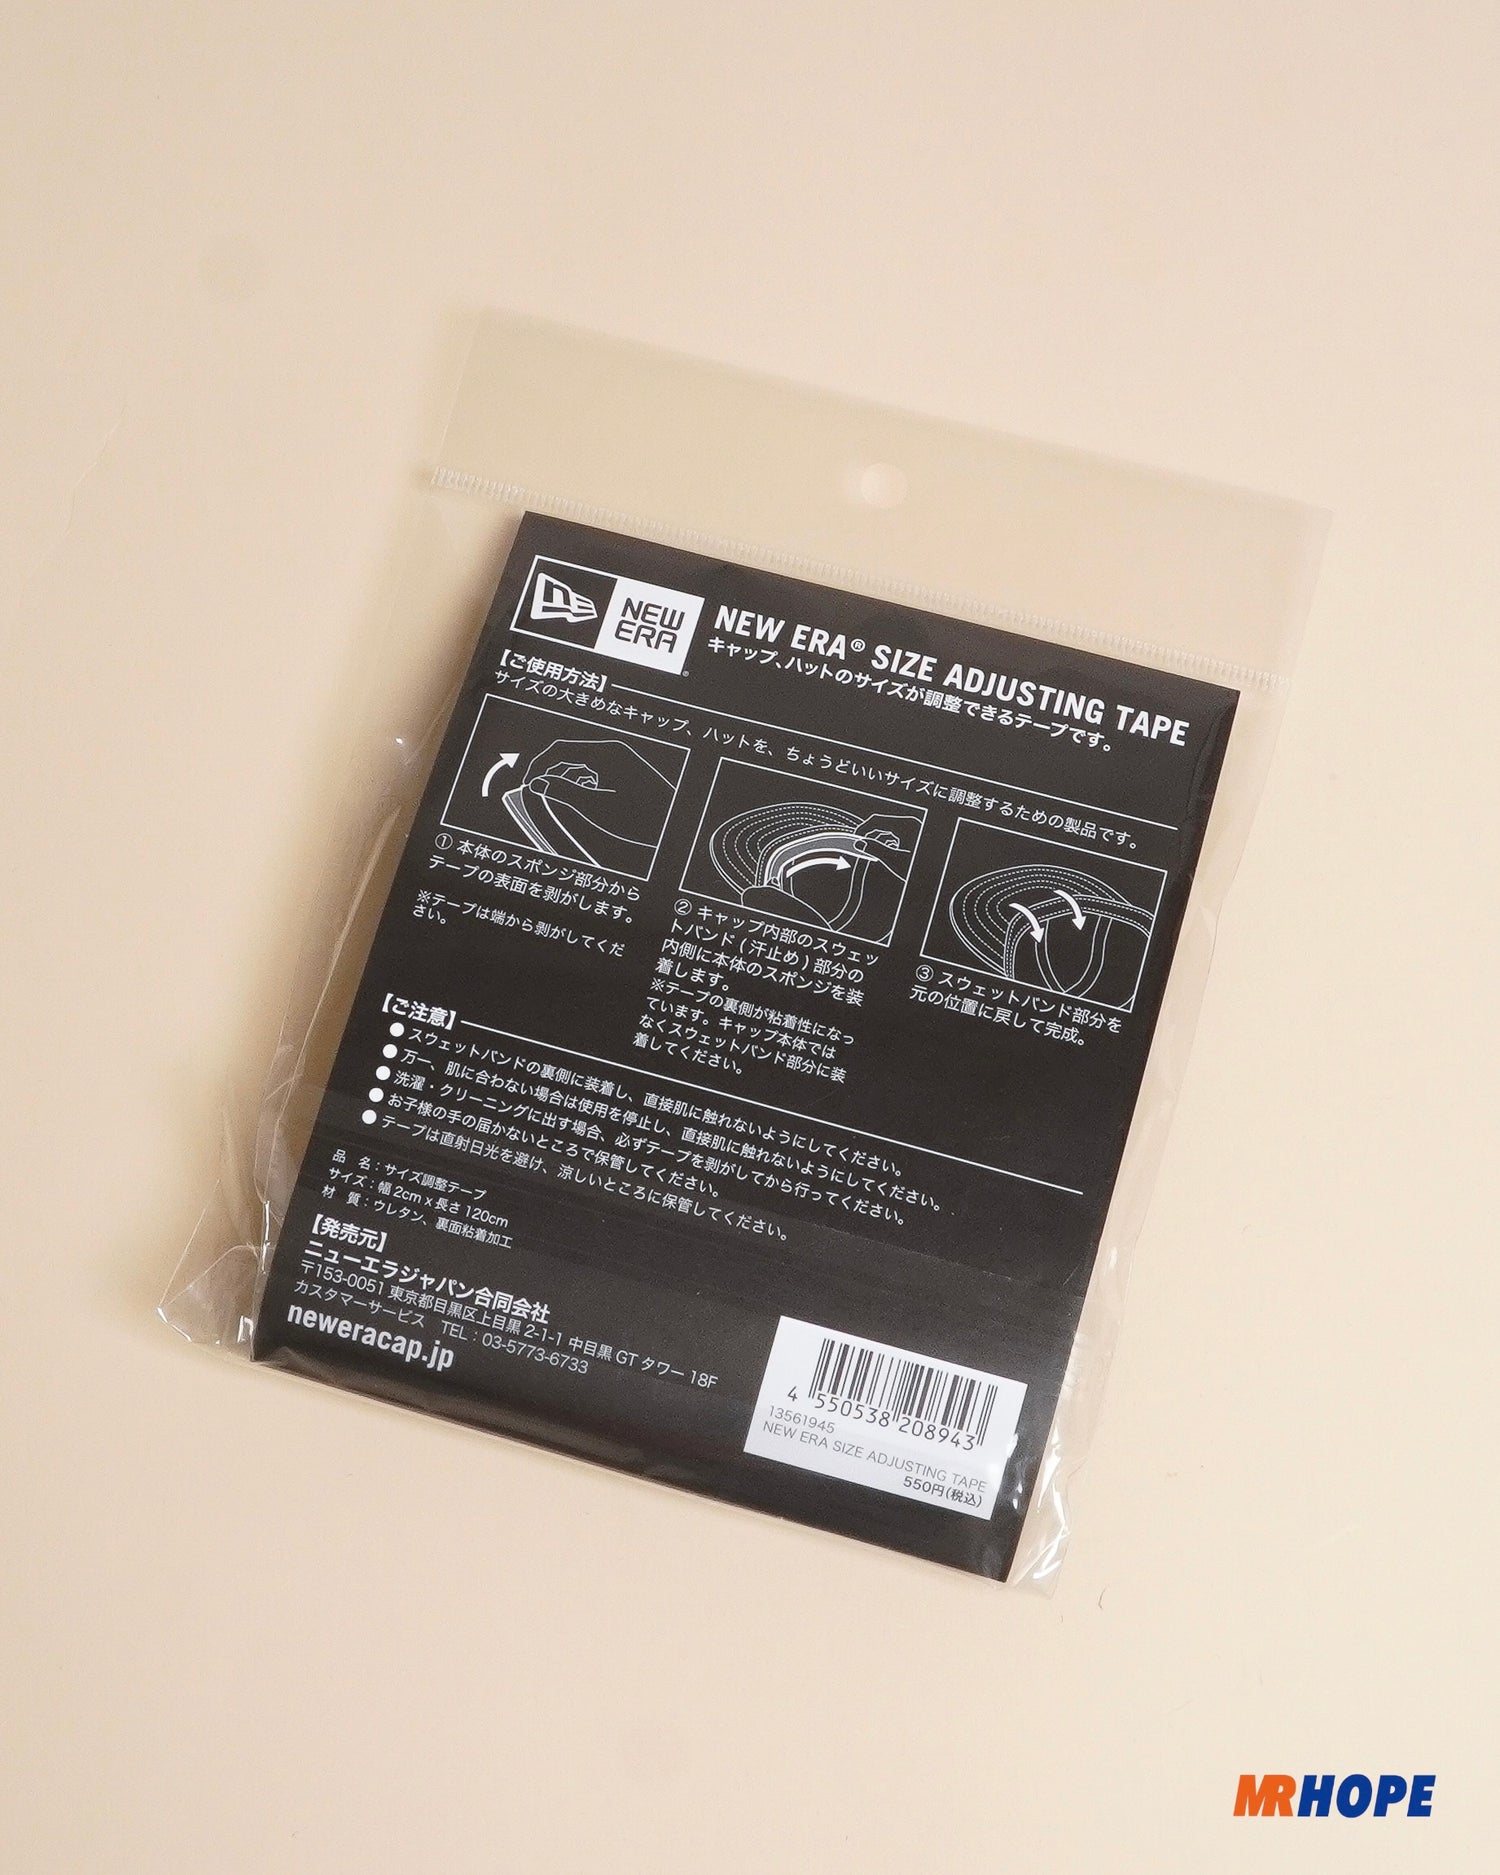 NEW ERA
NEW ERA® SIZE ADJUSTING TAPE
キャップ、ハットのサイズが調整できるテープです。
【ご使用方法】
サイズの大きめなキャップ、ハットを、ちょうどいいサイズに調整するための製品です。
① 本体のスポンジ部分から
テープの表面を剥がします。
※テープは端から剥がしてくだ
さい。
② キャップ内部のスウェッ
トバンド(汗止め)部分の
内側に本体のスポンジを装
着します。
※テープの裏側が粘着性になっ
ています。キャップ本体では
なくスウェットバンド部分に装
着してください。
③ スウェットバンド部分を
元の位置に戻して完成。
【ご注意】
● スウェットバンドの裏側に装着し、直接肌に触れないようにしてください。
● 万一、肌に合わない場合は使用を停止し、直接肌に触れないようにしてください。
● 洗濯・クリーニングに出す場合、必ずテープを剥がしてから行ってください。
● お子様の手の届かないところで保管してください。
● テープは直射日光を避け、涼しいところに保管してください。
品 名:サイズ調整テープ
サイズ:幅 2cm x 長さ 120cm
材 質:ウレタン、裏面粘着加工
【発売元】
ニューエラジャパン合同会社
〒153-0051 東京都目黒区上目黒 2-1-1 中目黒 GT タワー 18F
カスタマーサービス TEL:03-5773-6733
neweracap.jp
4 550538 208943
13561945
NEW ERA SIZE ADJUSTING TAPE
550円(税込)
MRHOPE